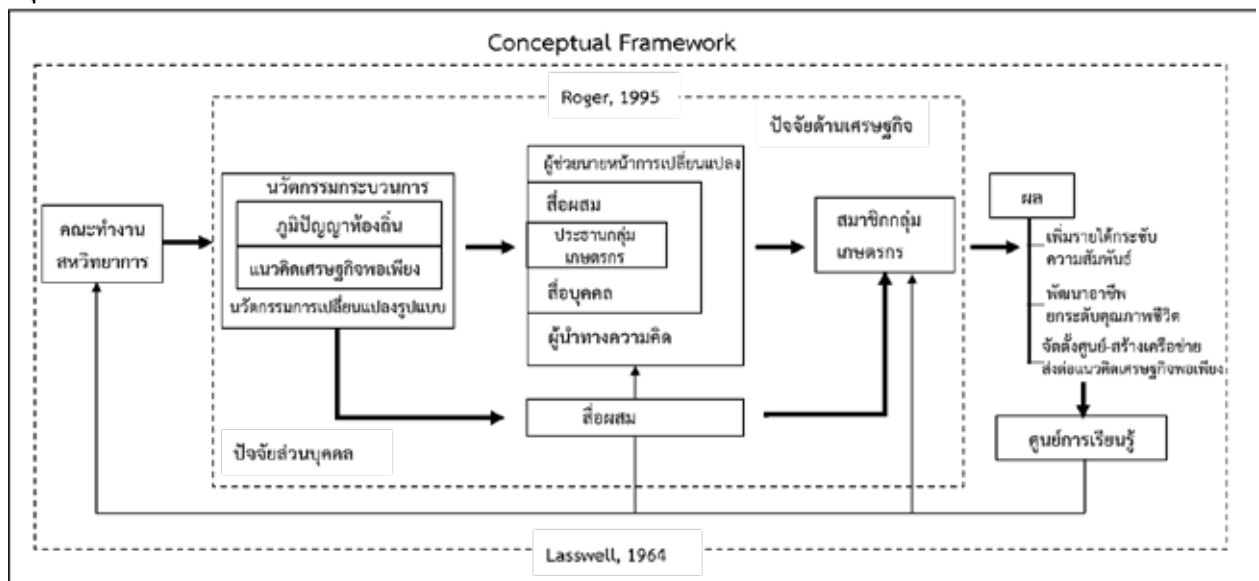 Conceptual Framework
Roger, 1995
ปัจจัยด้านเศรษฐกิจ
คณะทำงาน
สหวิทยาการ
นวัตกรรมกระบวนการ
ภูมิปัญญาท้องถิ่น
แนวคิดเศรษฐกิจพอเพียง
นวัตกรรมการเปลี่ยนแปลงรูปแบบ
ผู้ช่วยนายหน้าการเปลี่ยนแปลง
สื่อผสม
ประธานกลุ่ม
เกษตรกร
สื่อบุคคล
ผู้นำทางความคิด
สมาชิกกลุ่ม
เกษตรกร
ผล
เพิ่มรายได้กระชับ
ความสัมพันธ์
พัฒนาอาชีพ
ยกระดับคุณภาพชีวิต
จัดตั้งศูนย์-สร้างเครือข่าย
ส่งต่อแนวคิดเศรษฐกิจพอเพียง
สื่อผสม
ศูนย์การเรียนรู้
ปัจจัยส่วนบุคคล
Lasswell, 1964